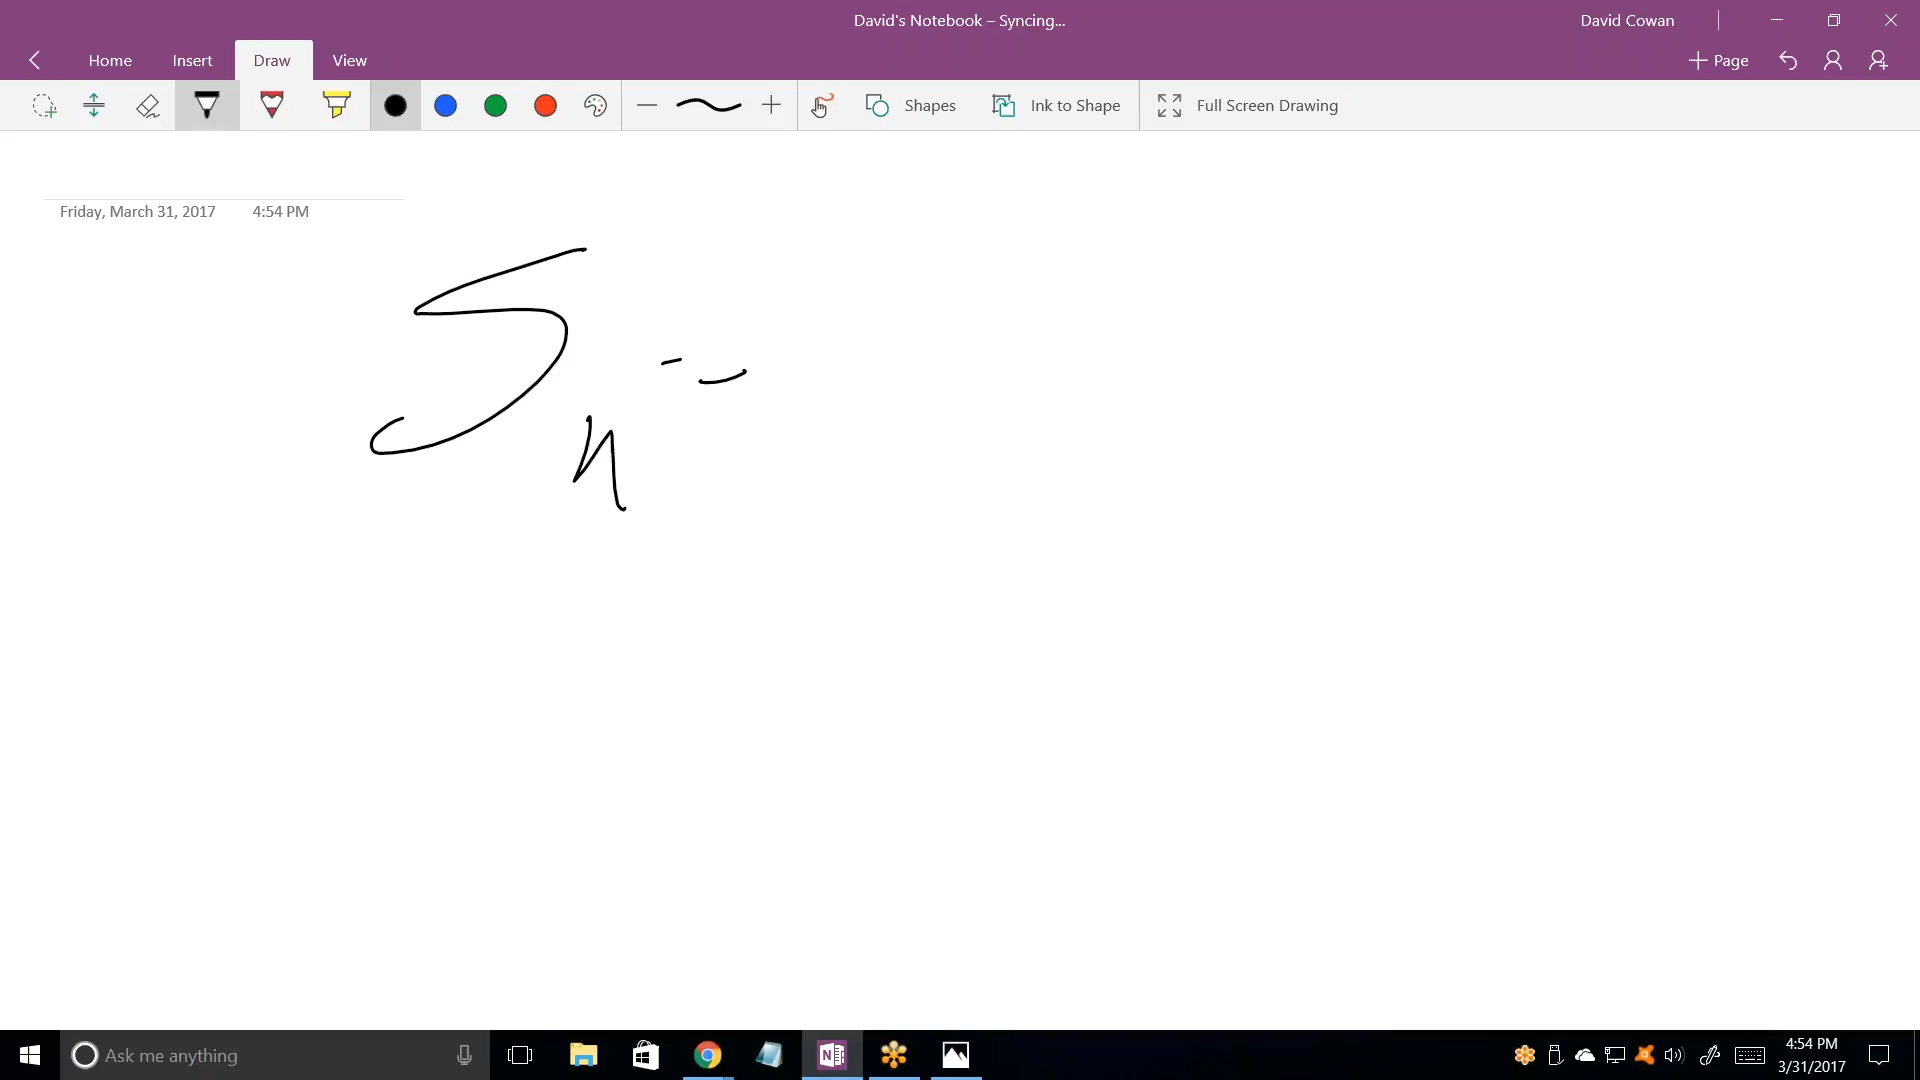 David's Notebook – Syncing...
David Cowan
Home Insert Draw View
Page
Shapes Ink to Shape Full Screen Drawing
Friday, March 31, 2017 4:54 PM
S
n =
Ask me anything
4:54 PM
3/31/2017